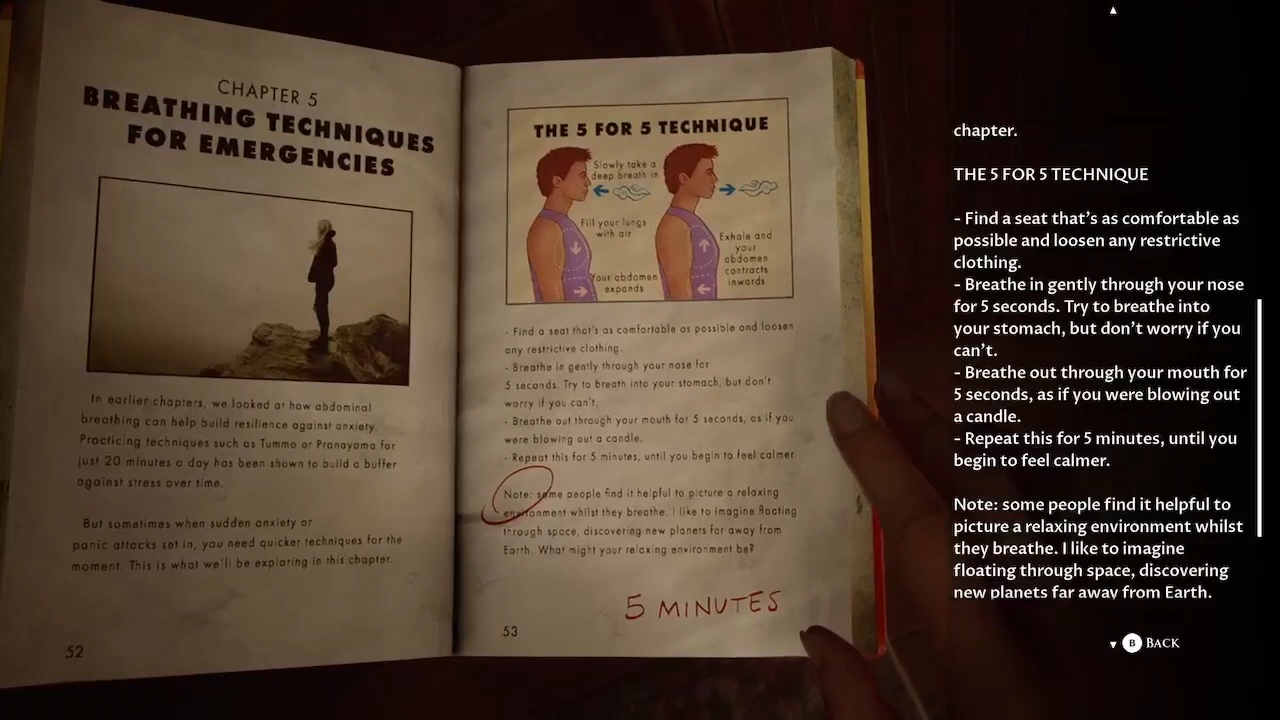 CHAPTER 5
BREATHING TECHNIQUES
FOR EMERGENCIES
In earlier chapters, we looked at how abdominal
breathing can help build resilience against anxiety.
Practicing techniques such as Tummo or Pranayama for
just 20 minutes a day has been shown to build a buffer
against stress over time.
But sometimes when sudden anxiety or
panic attacks set in, you need quicker techniques for the
moment. This is what we'll be exploring in this chapter.
52
THE 5 FOR 5 TECHNIQUE
Slowly take a
deep breath in
Fill your lungs
with air
Your abdomen
expands
Exhale and
your
abdomen
contracts
inwards
- Find a seat that's as comfortable as possible and loosen
any restrictive clothing.
- Breathe in gently through your nose for
5 seconds. Try to breath into your stomach, but don't
worry if you can't.
- Breathe out through your mouth for 5 seconds, as if you
were blowing out a candle.
- Repeat this for 5 minutes, until you begin to feel calmer.
Note: some people find it helpful to picture a relaxing
environment whilst they breathe. I like to imagine floating
through space, discovering new planets far away from
Earth. What might your relaxing environment be?
5 MINUTES
53
chapter.
THE 5 FOR 5 TECHNIQUE
- Find a seat that's as comfortable as
possible and loosen any restrictive
clothing.
- Breathe in gently through your nose
for 5 seconds. Try to breathe into
your stomach, but don't worry if you
can't.
- Breathe out through your mouth for
5 seconds, as if you were blowing out
a candle.
- Repeat this for 5 minutes, until you
begin to feel calmer.
Note: some people find it helpful to
picture a relaxing environment whilst
they breathe. I like to imagine
floating through space, discovering
new planets far away from Earth.
B BACK